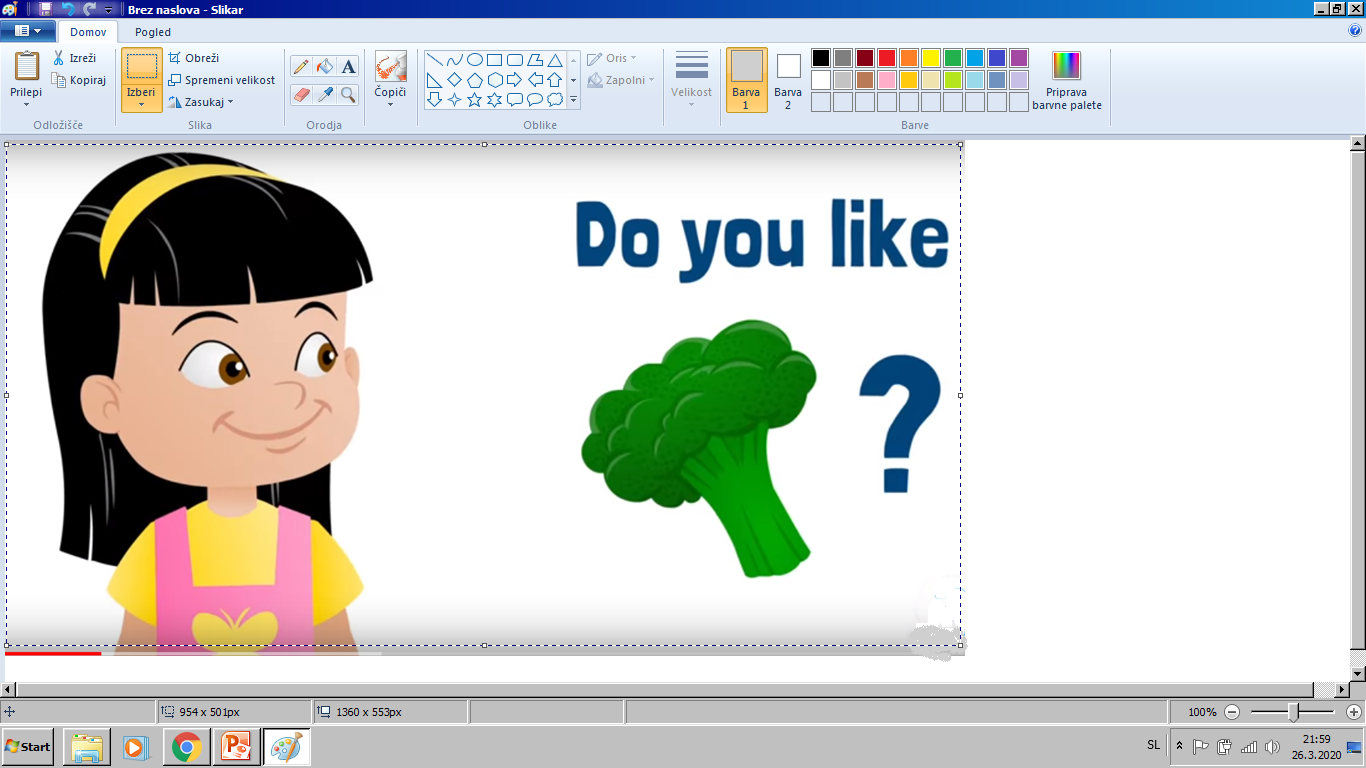 Brez naslova - Slikar
Domov Pogled
Prilepi
Izreži
Kopiraj
Odložišče
Izberi
Obreži
Spremeni velikost
Zasukaj
Slika
A
Orodja
Čopiči
Oris
Zapolni
Oblike
Velikost
Barva 1
Barva 2
Priprava barvne palete
Barve
Do you like
?
954 x 501px
1360 x 553px
100%
Start
SL
21:59
26.3.2020